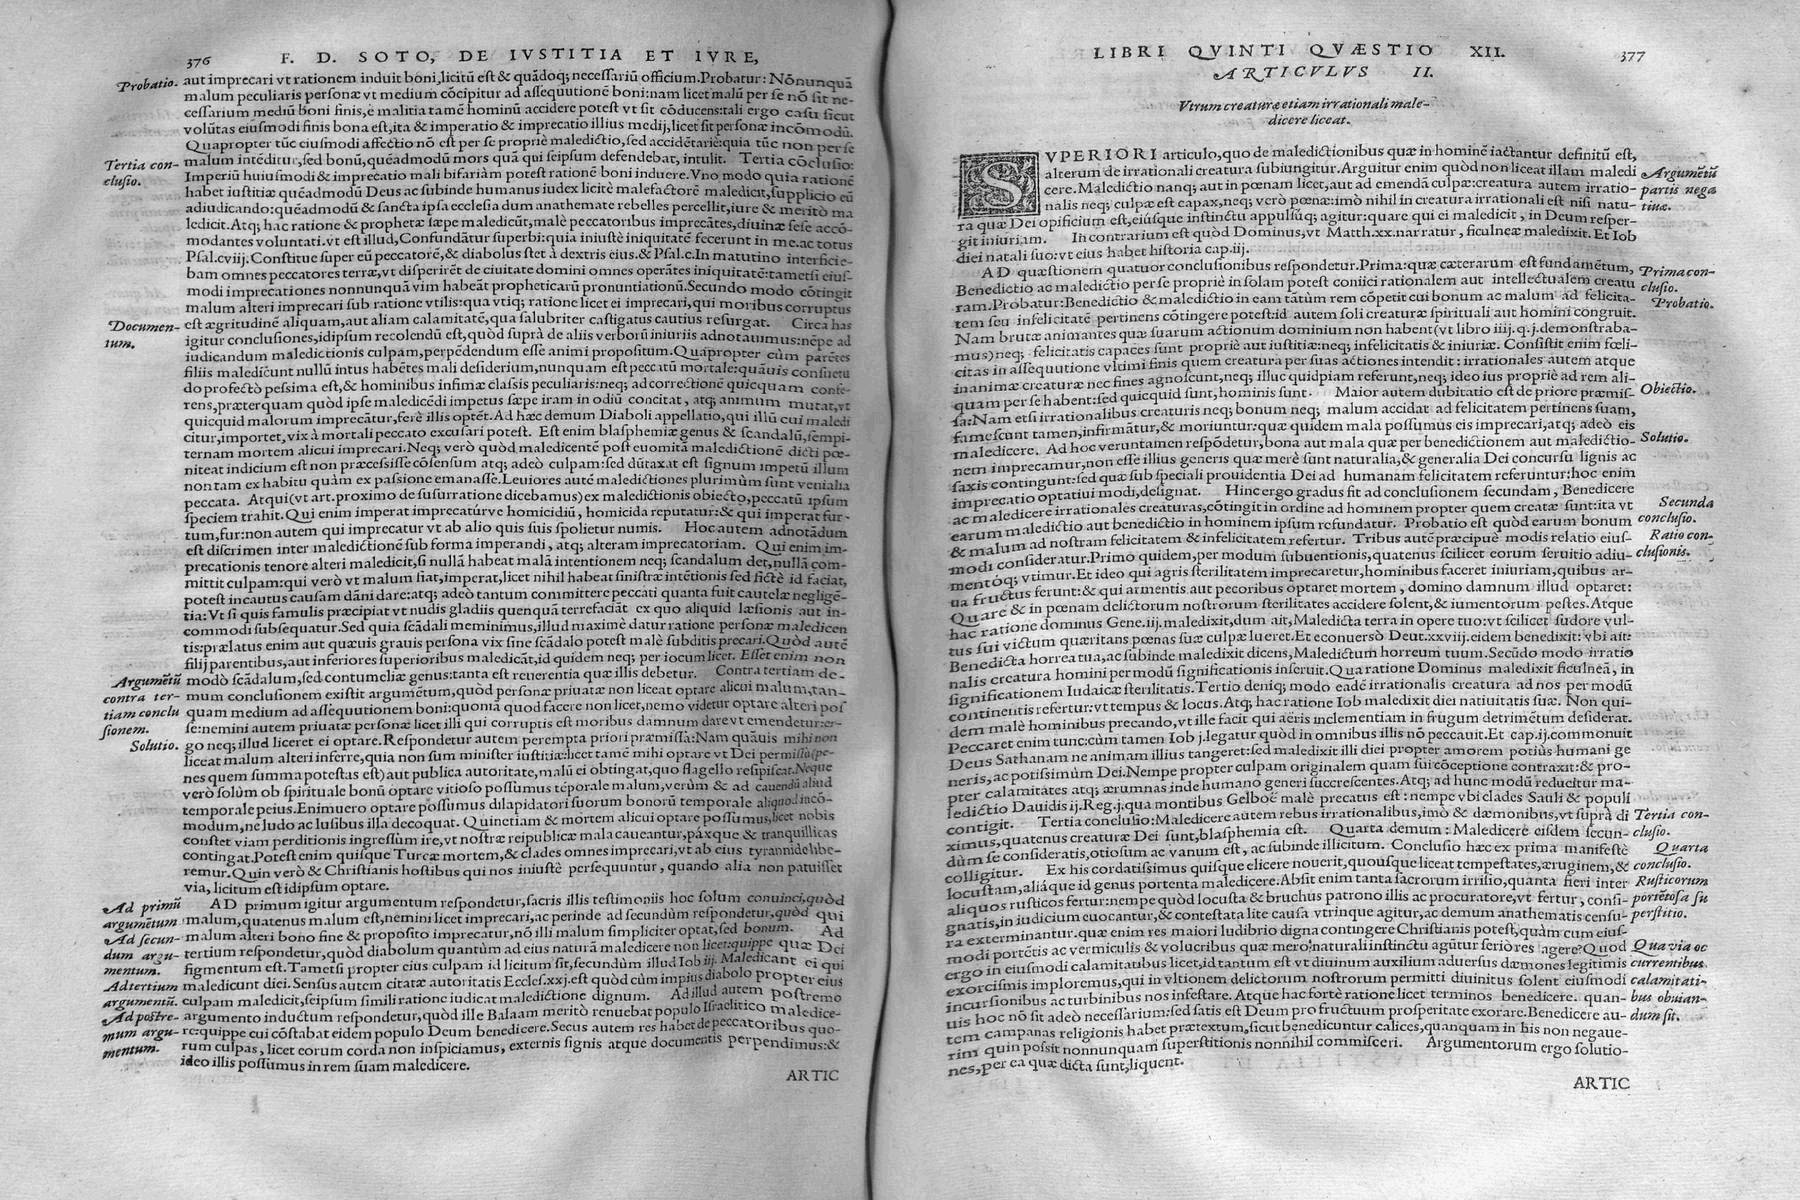 376 F. D. SOTO, DE IVSTITIA ET IVRE,
Probatio.
aut imprecari vt rationem induit boni, licitũ est & quãdoq; necessariũ officium. Probatur: Nõnunquã
malum peculiaris personæ vt medium cõcipitur ad assequutionẽ boni: nam licet malũ per se nõ sit ne-
cessarium mediũ boni finis, è malitia tamẽ hominũ accidere potest vt sit cõducens: tali ergo casu sicut
volũtas eiusmodi finis bona est, ita & imperatio & imprecatio illius medij, licet sit personæ incõmodũ.
Quapropter tũc eiusmodi affectio nõ est per se propriè maledictio, sed accidẽtariè: quia tũc non per se
Tertia con-
clusio.
malum intẽditur, sed bonũ, quẽadmodũ mors quã qui seipsum defendebat, intulit. Tertia cõclusio:
Imperiũ huiusmodi & imprecatio mali bifariàm potest rationẽ boni induere. Vno modo quia rationẽ
habet iustitiæ quẽadmodũ Deus ac subinde humanus iudex licitè malefactorẽ maledicit, supplicio eũ
adiudicando: quẽadmodũ & sancta ipsa ecclesia dum anathemate rebelles percellit, iure & meritò ma
ledicit. Atq; hac ratione & prophetæ sæpe maledicũt, malè peccatoribus imprecãtes, diuinæ sese accõ-
modantes voluntati. vt est illud, Confundãtur superbi: quia iniustè iniquitatẽ fecerunt in me. ac totus
Psal. cviij. Constitue super eũ peccatorẽ, & diabolus stet à dextris eius. & Psal. c. In matutino interficie-
bam omnes peccatores terræ, vt disperirẽt de ciuitate domini omnes operãtes iniquitatẽ: tametsi eius-
modi imprecationes nonnunquã vim habeãt propheticarũ pronuntiationũ. Secundo modo cõtingit
malum alteri imprecari sub ratione vtilis: qua vtiq; ratione licet ei imprecari, qui moribus corruptus
Documen-
tum.
est ægritudinẽ aliquam, aut aliam calamitatẽ, qua salubriter castigatus cautius resurgat. Circa has
igitur conclusiones, idipsum recolendũ est, quòd suprà de aliis verborũ iniuriis adnotauimus: nẽpe ad
iudicandum maledictionis culpam, perpẽdendum esse animi propositum. Quapropter cùm parẽtes
filiis maledicunt nullũ intus habẽtes mali desiderium, nunquam est peccatũ mortale: quãuis consuetu
do profectò pessima est, & hominibus infimæ classis peculiaris: neq; ad correctionẽ quicquam confe-
rens, præterquam quòd ipse maledicẽdi impetus sæpe iram in odiũ concitat, atq; animum mutat, vt
quicquid malorum imprecãtur, ferè illis optẽt. Ad hæc demum Diaboli appellatio, qui illũ cui maledi
citur, importet, vix à mortali peccato excusari potest. Est enim blasphemiæ genus & scandalũ, sempi-
ternam mortem alicui imprecari. Neq; verò quòd maledicentẽ post euomitã maledictionẽ dicti pœ-
niteat indicium est non præcessisse cõsensum atq; adeò culpam: sed dũtaxat est signum impetũ illum
non tam ex habitu quàm ex passione emanasse. Leuiores autẽ maledictiones plurimùm sunt venialia
peccata. Atqui (vt art. proximo de susurratione dicebamus) ex maledictionis obiecto, peccatũ ipsum
speciem trahit. Qui enim imperat imprecatúrve homicidiũ, homicida reputatur: & qui imperat fur-
tum, fur: non autem qui imprecatur vt ab alio quis suis spolietur numis. Hoc autem adnotãdum
est discrimen inter maledictionẽ sub forma imperandi, atq; alteram imprecatoriam. Qui enim im-
precationis tenore alteri maledicit, si nullã habeat malã intentionem neq; scandalum det, nullã com-
mittit culpam: qui verò vt malum fiat, imperat, licet nihil habeat sinistræ intẽtionis sed fictè id faciat,
potest incautus causam dãni dare: atq; adeò tantum committere peccati quanta fuit cautelæ negligẽ-
tia: Vt si quis famulis præcipiat vt nudis gladiis quenquã terrefaciãt ex quo aliquid læsionis aut in-
commodi subsequatur. Sed quia scãdali meminimus, illud maximè datur ratione personæ maledicen
tis: prælatus enim aut quæuis grauis persona vix sine scãdalo potest malè subditis precari. Quòd autẽ
filij parentibus, aut inferiores superioribus maledicãt, id quidem neq; per iocum licet. Esset enim non
Argumẽtũ
contra ter-
tiam conclu
sionem.
modò scãdalum, sed contumeliæ genus: tanta est reuerentia quæ illis debetur. Contra tertiam de-
mum conclusionem existit argumẽtum, quòd personæ priuatæ non liceat optare alicui malum, tan-
quam medium ad assequutionẽ boni: quoniã quod facere non licet, nemo videtur optare alteri pos
se: nemini autem priuatæ personæ licet illi qui corruptis est moribus damnum dare vt emendetur: er-
Solutio.
go neq; illud liceret ei optare. Respondetur autem perempta priori præmissa: Nam quãuis mihi non
liceat malum alteri inferre, quia non sum minister iustitiæ: licet tamẽ mihi optare vt Dei permissu (pe-
nes quem summa potestas est) aut publica autoritate, malũ ei obtingat, quo flagello resipiscat. Neque
verò solùm ob spirituale bonũ optare vitioso possumus tẽporale malum, verùm & ad cauendũ aliud
temporale peius. Enimuero optare possumus dilapidatori suorum bonorũ temporale aliquod incõ-
modum, ne ludo ac lusibus illa decoquat. Quinetiam & mortem alicui optare possumus, licet nobis
constet viam perditionis ingressum ire, vt nostræ reipublicæ mala caueantur, páxque & tranquillitas
contingat. Potest enim quisque Turcæ mortem, & clades omnes imprecari, vt ab eius tyrannide libe-
remur. Quin verò & Christianis hostibus qui nos iniustè persequuntur, quando alia non patuisset
via, licitum est idipsum optare.
Ad primũ
argumẽtum
AD primum igitur argumentum respondetur, sacris illis testimoniis hoc solum conuinci, quòd
malum, quatenus malum est, nemini licet imprecari, ac perinde ad secundùm respondetur, quòd qui
Ad secun-
dum argu-
mentum.
malum alteri bono fine & proposito imprecatur, nõ illi malum simpliciter optat, sed bonum. Ad
tertium respondetur, quòd diabolum quantùm ad eius naturã maledicere non licet: quippe quæ Dei
figmentum est. Tametsi propter eius culpam id licitum sit, secundùm illud Iob iij. Maledicant ei qui
Ad tertium
argumentũ.
maledicunt diei. Sensus autem citatæ autoritatis Eccles. xxj. est quòd cùm impius diabolo propter eius
culpam maledicit, seipsum simili ratione iudicat maledictione dignum. Ad illud autem postremo
Ad postre-
mum argu-
mentum.
argumento inductum respondetur, quòd ille Balaam meritò renuebat populo Israelitico maledice-
re: quippe cui cõstabat eidem populo Deum benedicere. Secus autem res habet de peccatoribus quo-
rum culpas, licet eorum corda non inspiciamus, externis signis atque documentis perpendimus: &
ideo illis possumus in rem suam maledicere.
ARTIC
LIBRI QVINTI QVÆSTIO XII. 377
ARTICVLVS II.
Vtrum creaturæ etiam irrationali male-
dicere liceat.
SVPERIORI articulo, quo de maledictionibus quæ in hominẽ iactantur definitũ est,
alterum de irrationali creatura subiungitur. Arguitur enim quòd non liceat illam maledi
Argumẽtũ
partis nega
tiuæ.
cere. Maledictio nanq; aut in pœnam licet, aut ad emendã culpæ: creatura autem irratio-
nalis neq; culpæ est capax, neq; verò pœnæ: imò nihil in creatura irrationali est nisi natu-
ra quæ Dei opificium est, eiúsque instinctu appulsúq; agitur: quare qui ei maledicit, in Deum resper-
git iniuriam. In contrarium est quòd Dominus, vt Matth. xx. narratur, ficulneæ maledixit. Et Iob
diei natali suo: vt eius habet historia cap. iij.
AD quæstionem quatuor conclusionibus respondetur. Prima: quæ cæterarum est fundamẽtum,
Prima con-
clusio.
Benedictio ac maledictio per se propriè in solam potest coniici rationalem aut intellectualem creatu
Probatio.
ram. Probatur: Benedictio & maledictio in eam tãtùm rem cõpetit cui bonum ac malum ad felicita-
tem seu infelicitatẽ pertinens cõtingere potest: id autem soli creaturæ spirituali aut homini congruit.
Nam brutæ animantes quæ suarum actionum dominium non habent (vt libro iiij. q. j. demonstraba-
mus) neq; felicitatis capaces sunt propriè aut iustitiæ: neq; infelicitatis & iniuriæ. Consistit enim fœli-
citas in assequutione vltimi finis quem creatura per suas actiones intendit: irrationales autem atque
inanimæ creaturæ nec fines agnoscunt, neq; illuc quidpiam referunt, neq; ideo ius propriè ad rem ali-
Obiectio.
quam per se habent: sed quicquid sunt, hominis sunt. Maior autem dubitatio est de priore præmis-
sa: Nam etsi irrationalibus creaturis neq; bonum neq; malum accidat ad felicitatem pertinens suam,
famescunt tamen, infirmãtur, & moriuntur: quæ quidem mala possumus eis imprecari, atq; adeò eis
Solutio.
maledicere. Ad hoc veruntamen respõdetur, bona aut mala quæ per benedictionem aut maledictio-
nem imprecamur, non esse illius generis quæ merè sunt naturalia, & generalia Dei concursu lignis ac
saxis contingunt: sed quæ sub speciali prouidentia Dei ad humanam felicitatem referuntur: hoc enim
imprecatio optatiui modi, designat. Hinc ergo gradus fit ad conclusionem secundam, Benedicere
Secunda
conclusio.
ac maledicere irrationales creaturas, cõtingit in ordine ad hominem propter quem creatæ sunt: ita vt
earum maledictio aut benedictio in hominem ipsum refundatur. Probatio est quòd earum bonum
Ratio con-
clusionis.
& malum ad nostram felicitatem & infelicitatem refertur. Tribus autẽ præcipuè modis relatio eius-
modi consideratur. Primo quidem, per modum subuentionis, quatenus scilicet eorum seruitio adiu-
mentóq; vtimur. Et ideo qui agris sterilitatem imprecaretur, hominibus faceret iniuriam, quibus ar-
ua fructus ferunt: & qui armentis aut pecoribus optaret mortem, domino damnum illud optaret:
Quare & in pœnam delictorum nostrorum sterilitates accidere solent, & iumentorum pestes. Atque
hac ratione dominus Gene. iij. maledixit, dum ait, Maledicta terra in opere tuo: vt scilicet sudore vul-
tus sui victum quæritans pœnas suæ culpæ lueret. Et econuersò Deut. xxviij. eidem benedixit: vbi ait:
Benedicta horrea tua, ac subinde maledixit dicens, Maledictum horreum tuum. Secũdo modo irratio
nalis creatura homini per modũ significationis inseruit. Qua ratione Dominus maledixit ficulneã, in
significationem Iudaicæ sterilitatis. Tertio deniq; modo eadẽ irrationalis creatura ad nos per modũ
continentis refertur: vt tempus & locus. Atq; hac ratione Iob maledixit diei natiuitatis suæ. Non qui-
dem malè hominibus precando, vt ille facit qui aëris inclementiam in frugum detrimẽtum desiderat.
Peccaret enim tunc: cùm tamen Iob j. legatur quòd in omnibus illis nõ peccauit. Et cap. ij. commonuit
Deus Sathanam ne animam illius tangeret: sed maledixit illi diei propter amorem potiùs humani ge
neris, ac potissimùm Dei. Nempe propter culpam originalem quam sui cõceptione contraxit: & pro-
pter calamitates atq; ærumnas inde humano generi succrescentes. Atq; ad hunc modũ reducitur ma-
ledictio Dauidis ij. Reg. j. qua montibus Gelboë malè precatus est: nempe vbi clades Sauli & populi
Tertia con-
clusio.
contigit. Tertia conclusio: Maledicere autem rebus irrationalibus, imò & dæmonibus, vt suprà di
ximus, quatenus creaturæ Dei sunt, blasphemia est. Quarta demum: Maledicere eisdem secun-
Quarta
conclusio.
dùm se consideratis, otiosum ac vanum est, ac subinde illicitum. Conclusio hæc ex prima manifestè
colligitur. Ex his cordatissimus quisque elicere nouerit, quousque liceat tempestates, æruginem, &
Rusticorum
portẽtosa su
perstitio.
locustam, aliáque id genus portenta maledicere. Absit enim tanta sacrorum irrisio, quanta fieri inter
aliquos rusticos fertur: nempe quòd locusta & bruchus patrono illis ac procuratore, vt fertur, consi-
gnatis, in iudicium euocantur, & contestata lite causa vtrinque agitur, ac demum anathematis censu-
ra exterminantur. quæ enim res maiori ludibrio digna contingere Christianis potest, quàm cum eius-
Qua via oc
currentibus
calamitati-
bus obuian-
dum sit.
modi portẽtis ac vermiculis & volucribus quæ mero naturali instinctu agũtur seriò res agere? Quod
ergo in eiusmodi calamitatibus licet, id tantum est vt diuinum auxilium aduersus dæmones legitimis
exorcismis imploremus, qui in vltionem delictorum nostrorum permitti diuinitus solent eiusmodi
incursionibus ac turbinibus nos infestare. Atque hac fortè ratione licet terminos benedicere. quan-
uis hoc nõ sit adeò necessarium: sed satis est Deum pro fructuum prosperitate exorare. Benedicere au-
tem campanas religionis habet prætextum, sicut benedicuntur calices, quanquam in his non negaue-
rim quin possit nonnunquam superstitionis nonnihil commisceri. Argumentorum ergo solutio-
nes, per ea quæ dicta sunt, liquent.
ARTIC